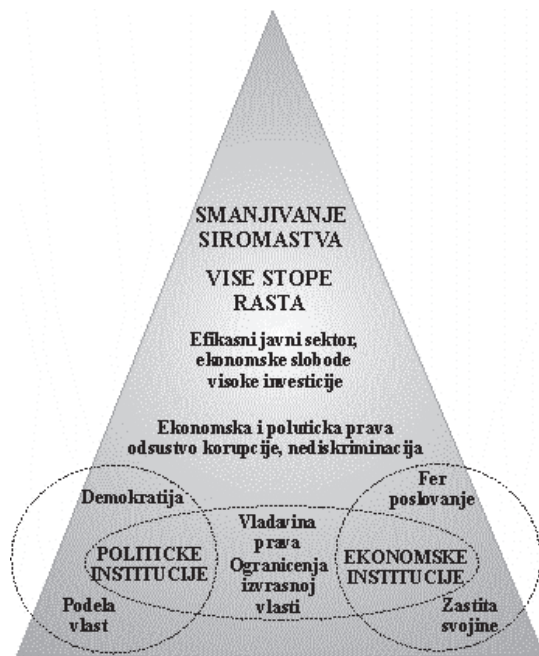 SMANJIVANJE
SIROMASTVA
VISE STOPE
RASTA
Efikasni javni sektor,
ekonomske slobode
visoke investicije
Ekonomska i poluticka prava
odsustvo korupcije, nediskriminacija
Demokratija
Fer
poslovanje
Vladavina
prava
Ogranicenja
izvrasnoj
vlasti
POLITICKE
INSTITUCIJE
EKONOMSKE
INSTITUCIJE
Podela
vlast
Zastita
svojine